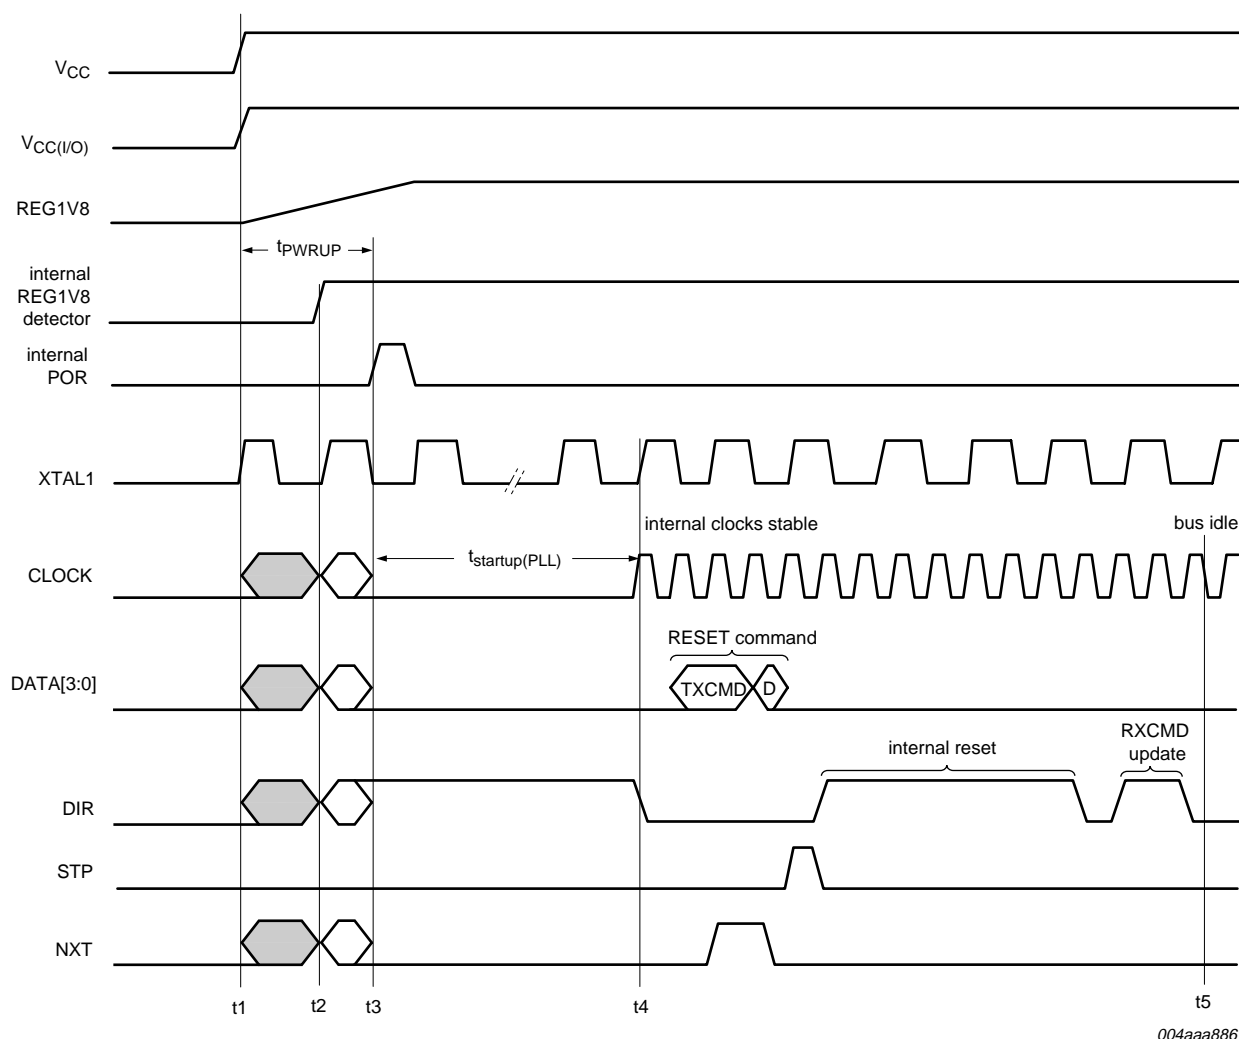 VCC
VCC(I/O)
REG1V8
tPWRUP
internal
REG1V8
detector
internal
POR
XTAL1
internal clocks stable
bus idle
CLOCK
tstartup(PLL)
RESET command
DATA[3:0]
TXCMD
D
RXCMD
update
internal reset
DIR
STP
NXT
t1
t2
t3
t4
t5
004aaa886